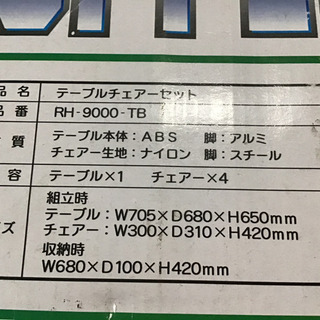 品名 テーブルチェアーセット
品番 RH-9000-TB
質 テーブル本体：ABS 脚：アルミ
チェアー生地：ナイロン 脚：スチール
容 テーブル×1 チェアー×4
組立時
テーブル：W705×D680×H650mm
ズ チェアー：W300×D310×H420mm
収納時
W680×D100×H420mm